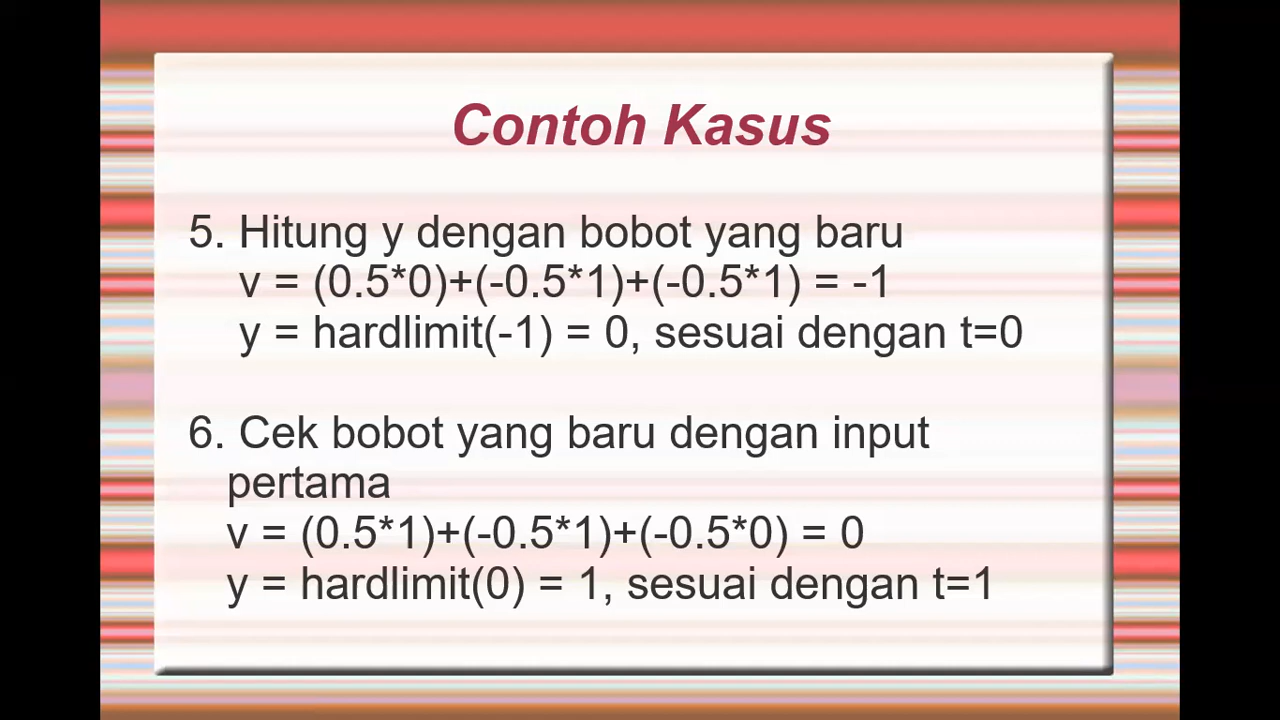 Contoh Kasus
5. Hitung y dengan bobot yang baru
v = (0.5*0)+(-0.5*1)+(-0.5*1) = -1
y = hardlimit(-1) = 0, sesuai dengan t=0
6. Cek bobot yang baru dengan input
pertama
v = (0.5*1)+(-0.5*1)+(-0.5*0) = 0
y = hardlimit(0) = 1, sesuai dengan t=1